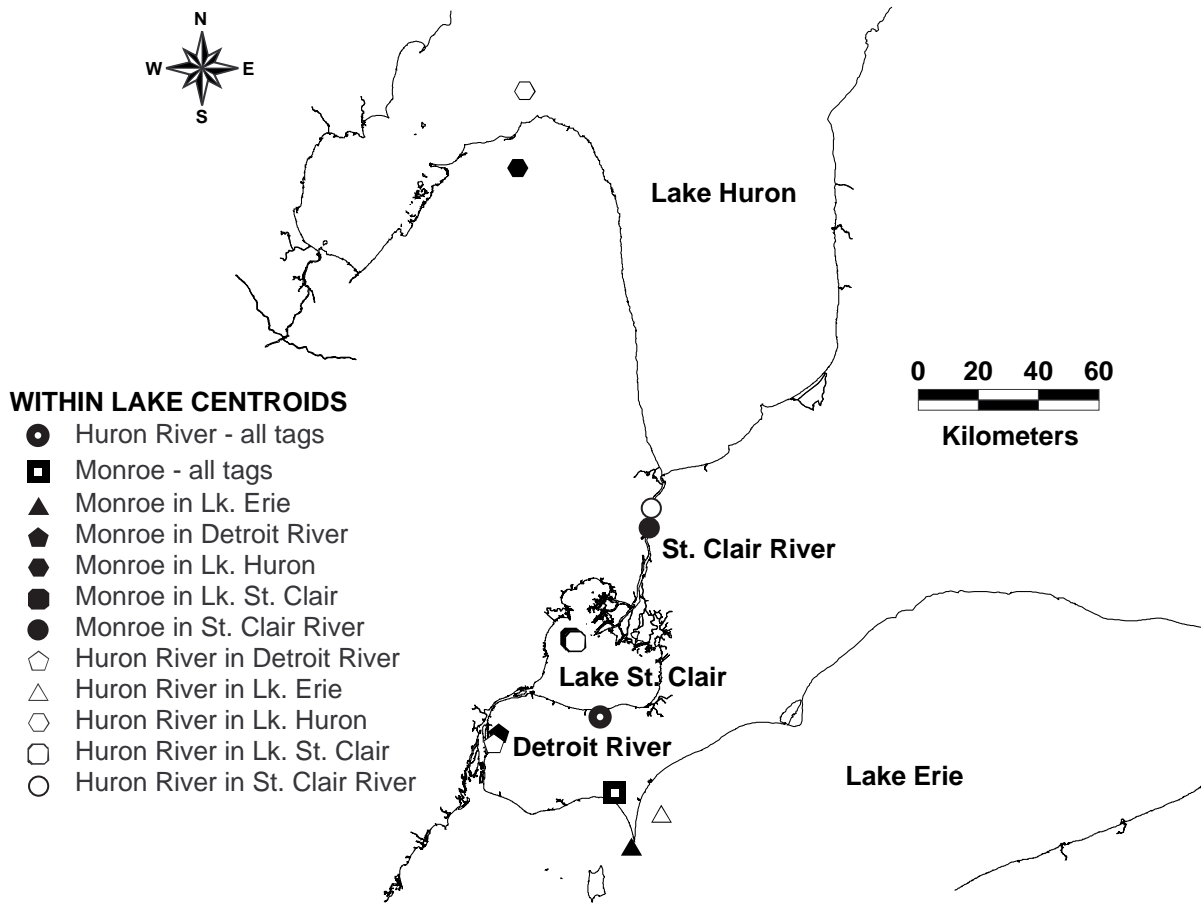 N
W E
S
Lake Huron
0 20 40 60
Kilometers
WITHIN LAKE CENTROIDS
Huron River - all tags
Monroe - all tags
Monroe in Lk. Erie
Monroe in Detroit River
Monroe in Lk. Huron
Monroe in Lk. St. Clair
Monroe in St. Clair River
Huron River in Detroit River
Huron River in Lk. Erie
Huron River in Lk. Huron
Huron River in Lk. St. Clair
Huron River in St. Clair River
St. Clair River
Lake St. Clair
Detroit River
Lake Erie